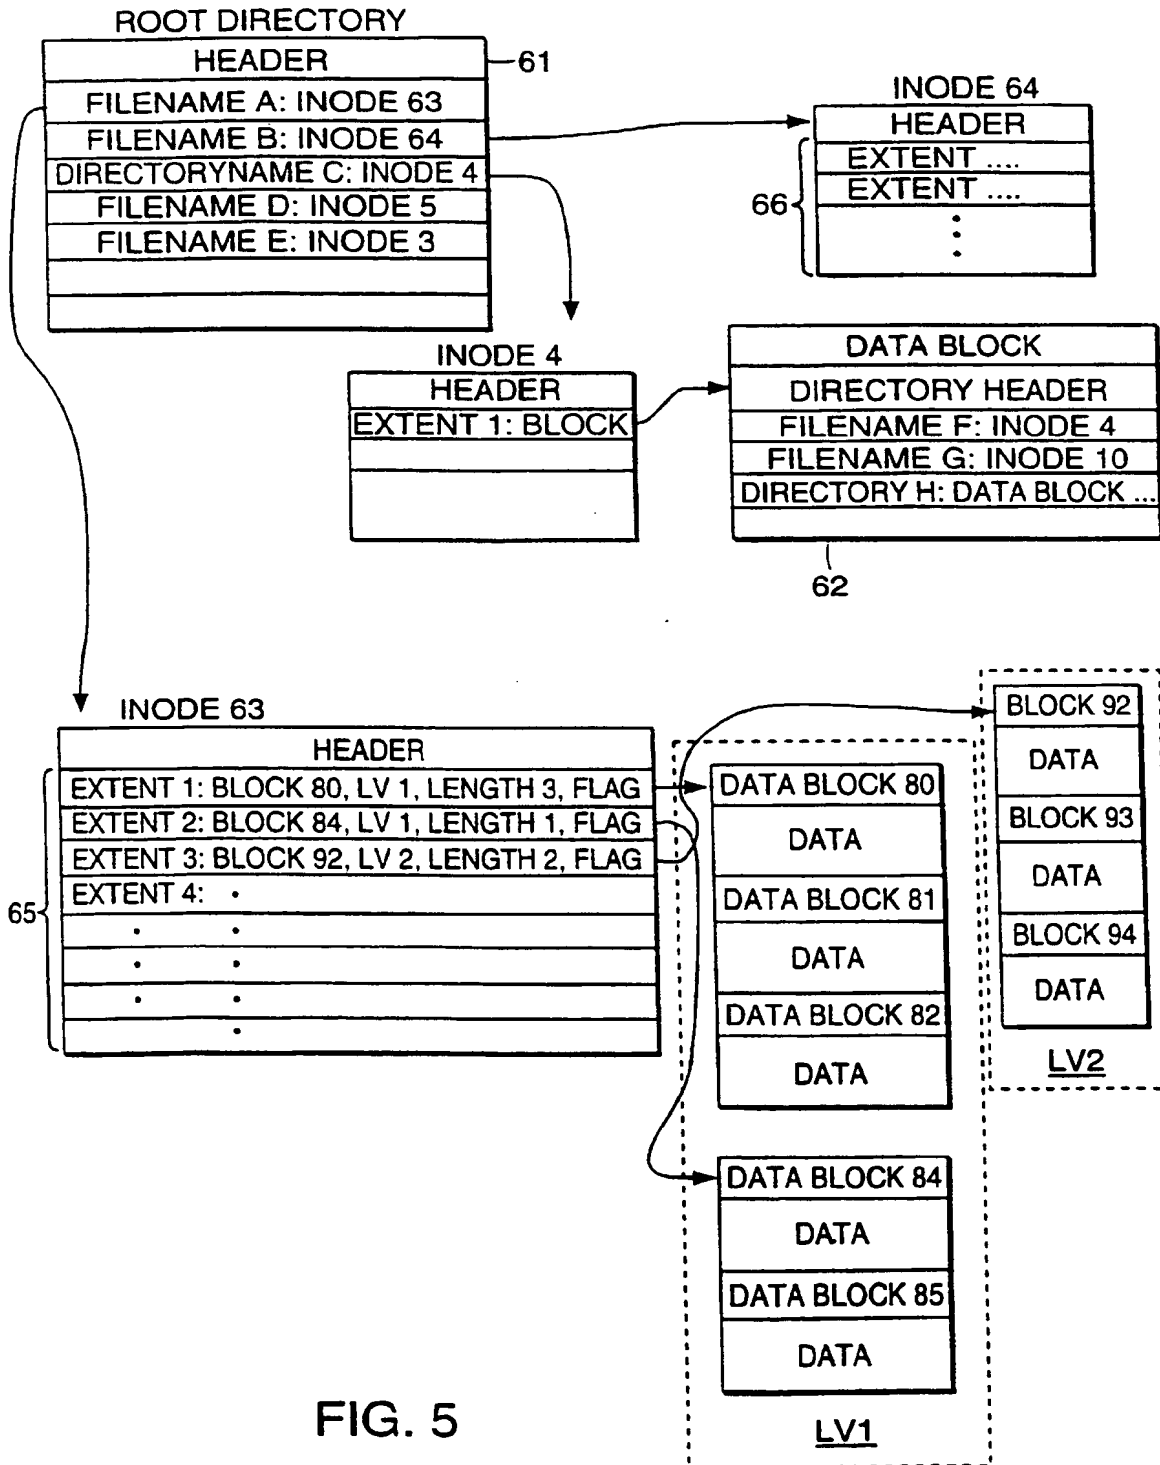 ROOT DIRECTORY
HEADER
61
FILENAME A: INODE 63
FILENAME B: INODE 64
DIRECTORYNAME C: INODE 4
FILENAME D: INODE 5
FILENAME E: INODE 3
INODE 64
HEADER
EXTENT ....
EXTENT ....
66
INODE 4
HEADER
EXTENT 1: BLOCK
DATA BLOCK
DIRECTORY HEADER
FILENAME F: INODE 4
FILENAME G: INODE 10
DIRECTORY H: DATA BLOCK ...
62
INODE 63
HEADER
EXTENT 1: BLOCK 80, LV 1, LENGTH 3, FLAG
EXTENT 2: BLOCK 84, LV 1, LENGTH 1, FLAG
EXTENT 3: BLOCK 92, LV 2, LENGTH 2, FLAG
EXTENT 4:
65
DATA BLOCK 80
DATA
DATA BLOCK 81
DATA
DATA BLOCK 82
DATA
DATA BLOCK 84
DATA
DATA BLOCK 85
DATA
LV1
BLOCK 92
DATA
BLOCK 93
DATA
BLOCK 94
DATA
LV2
FIG. 5